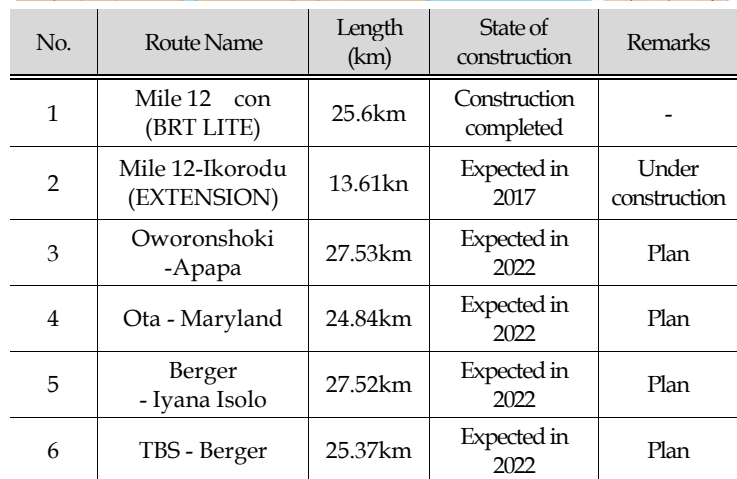 No. Route Name Length (km) State of construction Remarks
1 Mile 12 con (BRT LITE) 25.6km Construction completed -
2 Mile 12-Ikorodu (EXTENSION) 13.61kn Expected in 2017 Under construction
3 Oworonshoki -Apapa 27.53km Expected in 2022 Plan
4 Ota - Maryland 24.84km Expected in 2022 Plan
5 Berger - Iyana Isolo 27.52km Expected in 2022 Plan
6 TBS - Berger 25.37km Expected in 2022 Plan